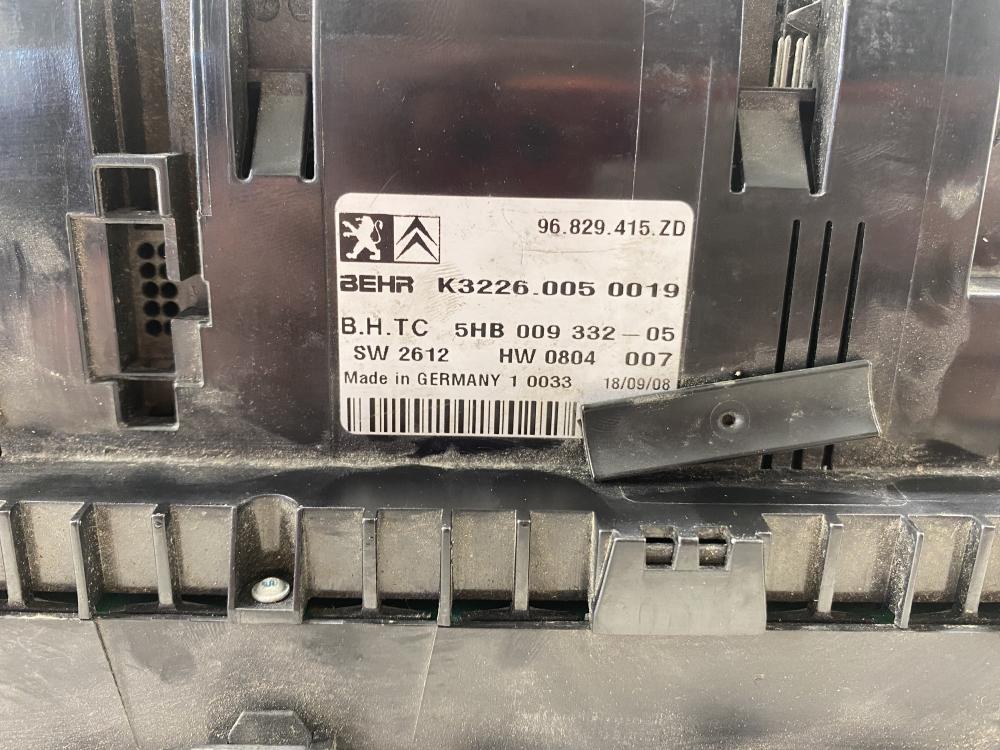 96.829.415.ZD
BEHR K3226.005 0019
B.H.TC 5HB 009 332-05
SW 2612 HW 0804 007
Made in GERMANY 1 0033 18/09/08